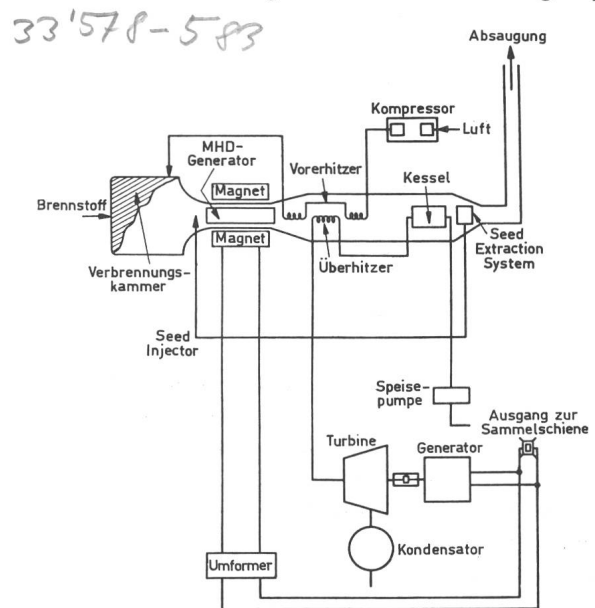 33'578-583
Absaugung
Kompressor
Luft
MHD-
Generator
Vorerhitzer
Magnet
Kessel
Brennstoff
Magnet
Überhitzer
Seed
Extraction
System
Verbrennungs-
kammer
Seed
Injector
Speise-
pumpe
Ausgang zur
Sammelschiene
Turbine
Generator
Kondensator
Umformer